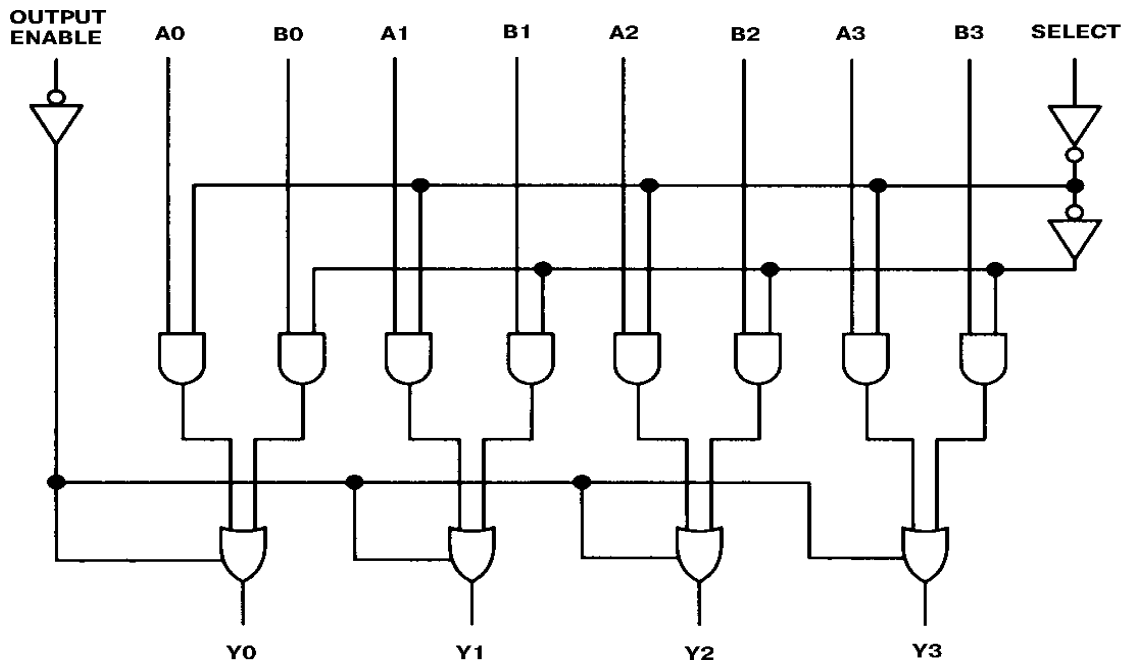 OUTPUT
ENABLE
A0
B0
A1
B1
A2
B2
A3
B3
SELECT
Y0
Y1
Y2
Y3